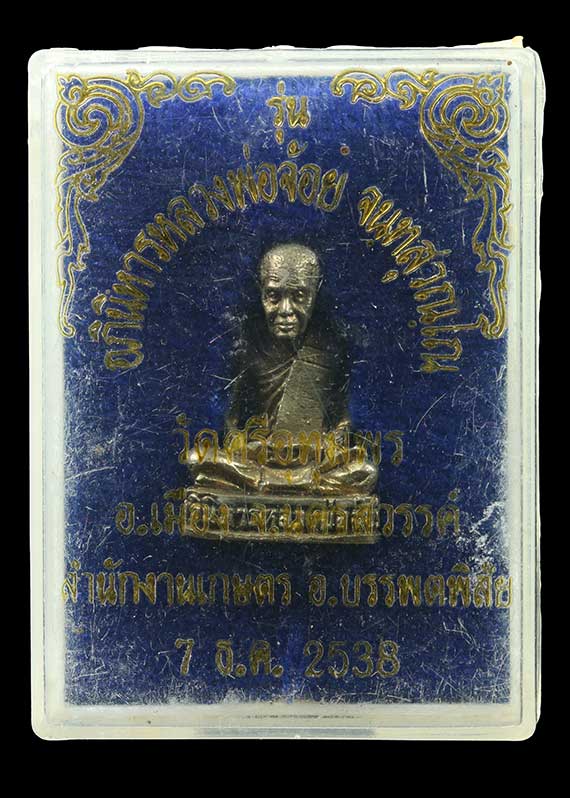 รุ่น
อภินิหารหลวงพ่อจ้อย จนฺทสุวณฺโณ
วัดศรีอุทุมพร
อ.เมือง จ.นครสวรรค์
สำนักงานเกษตร อ.บรรพตพิสัย
7 ธ.ค. 2538